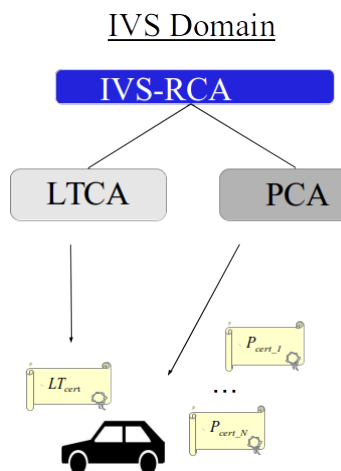 IVS Domain
IVS-RCA
LTCA
PCA
P_cert_1
LT_cert
...
P_cert_N